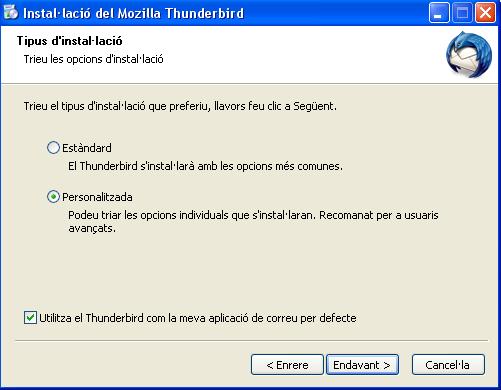 Instal·lació del Mozilla Thunderbird
Tipus d'instal·lació
Trieu les opcions d'instal·lació
Trieu el tipus d'instal·lació que preferiu, llavors feu clic a Següent.
Estàndard
El Thunderbird s'instal·larà amb les opcions més comunes.
Personalitzada
Podeu triar les opcions individuals que s'instal·laran. Recomanat per a usuaris
avançats.
Utilitza el Thunderbird com la meva aplicació de correu per defecte
< Enrere
Endavant >
Cancel·la